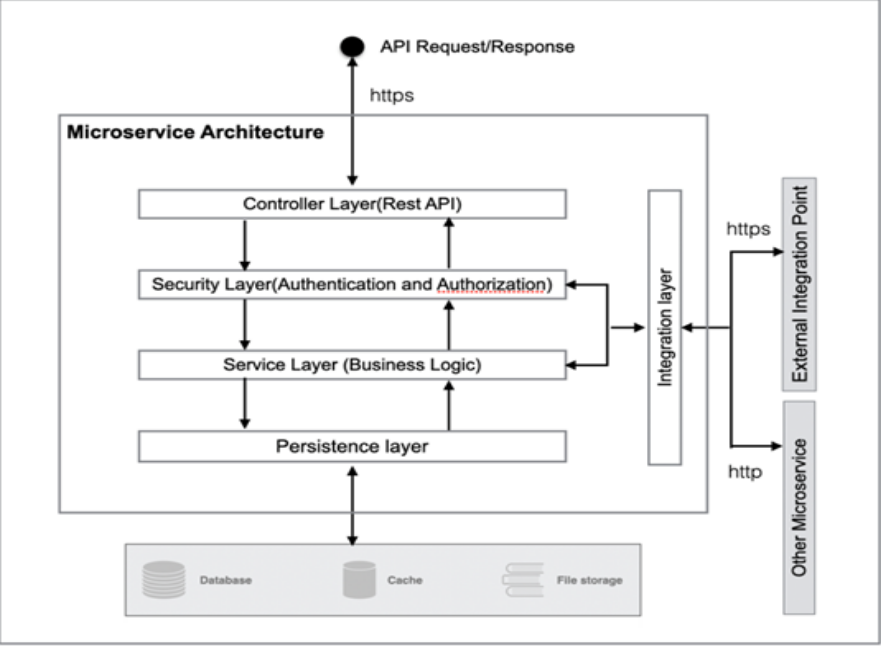 API Request/Response
https
Microservice Architecture
Controller Layer(Rest API)
Security Layer(Authentication and Authorization)
Service Layer (Business Logic)
Persistence layer
Integration layer
https
External Integration Point
http
Other Microservice
Database
Cache
File storage